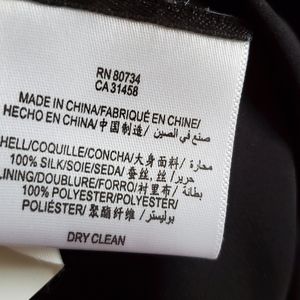 RN 80734
CA 31458
MADE IN CHINA/FABRIQUÉ EN CHINE/
HECHO EN CHINA/中国制造/ صنع في الصين
SHELL/COQUILLE/CONCHA/大身面料/ محارة
100% SILK/SOIE/SEDA/蚕丝/ حرير
LINING/DOUBLURE/FORRO/衬里布/ بطانة
100% POLYESTER/POLYESTER/
POLIÉSTER/聚酯纤维/ بوليستر
DRY CLEAN